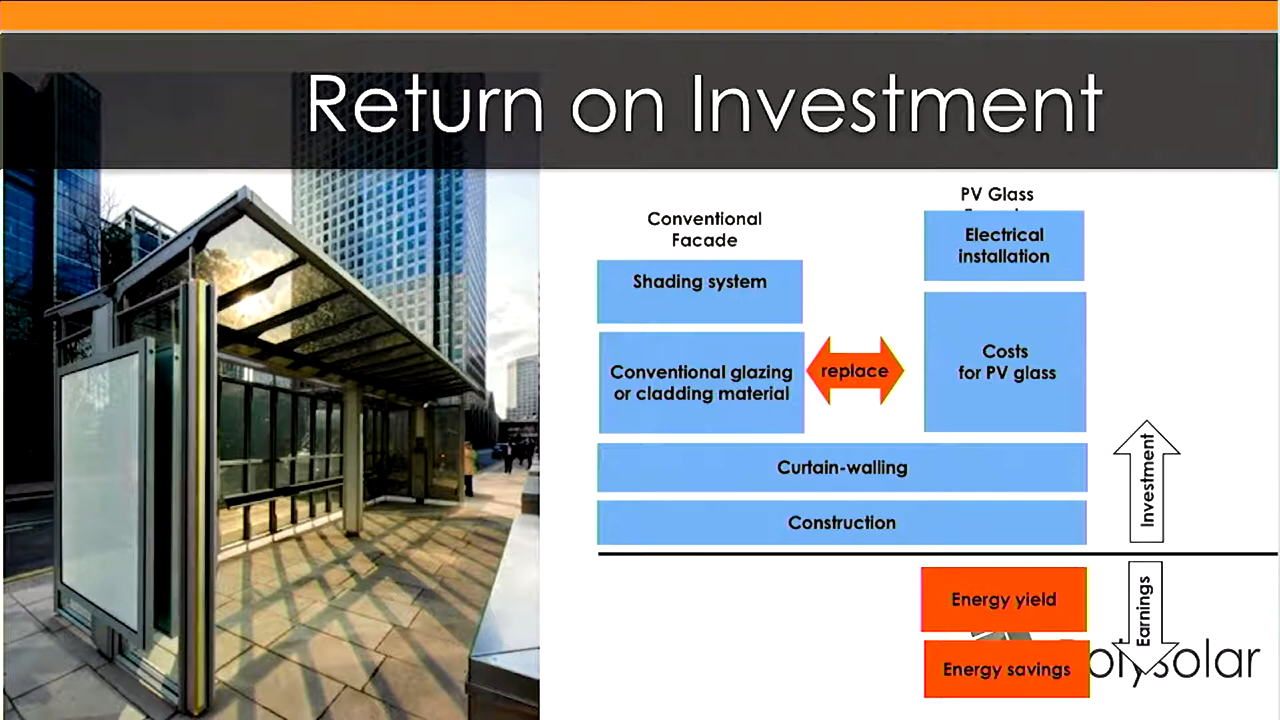 Return on Investment
PV Glass
Conventional
Facade
Electrical
installation
Shading system
Costs
for PV glass
Conventional glazing
or cladding material
replace
Curtain-walling
Construction
Investment
Energy yield
Earnings
Energy savings
olysolar